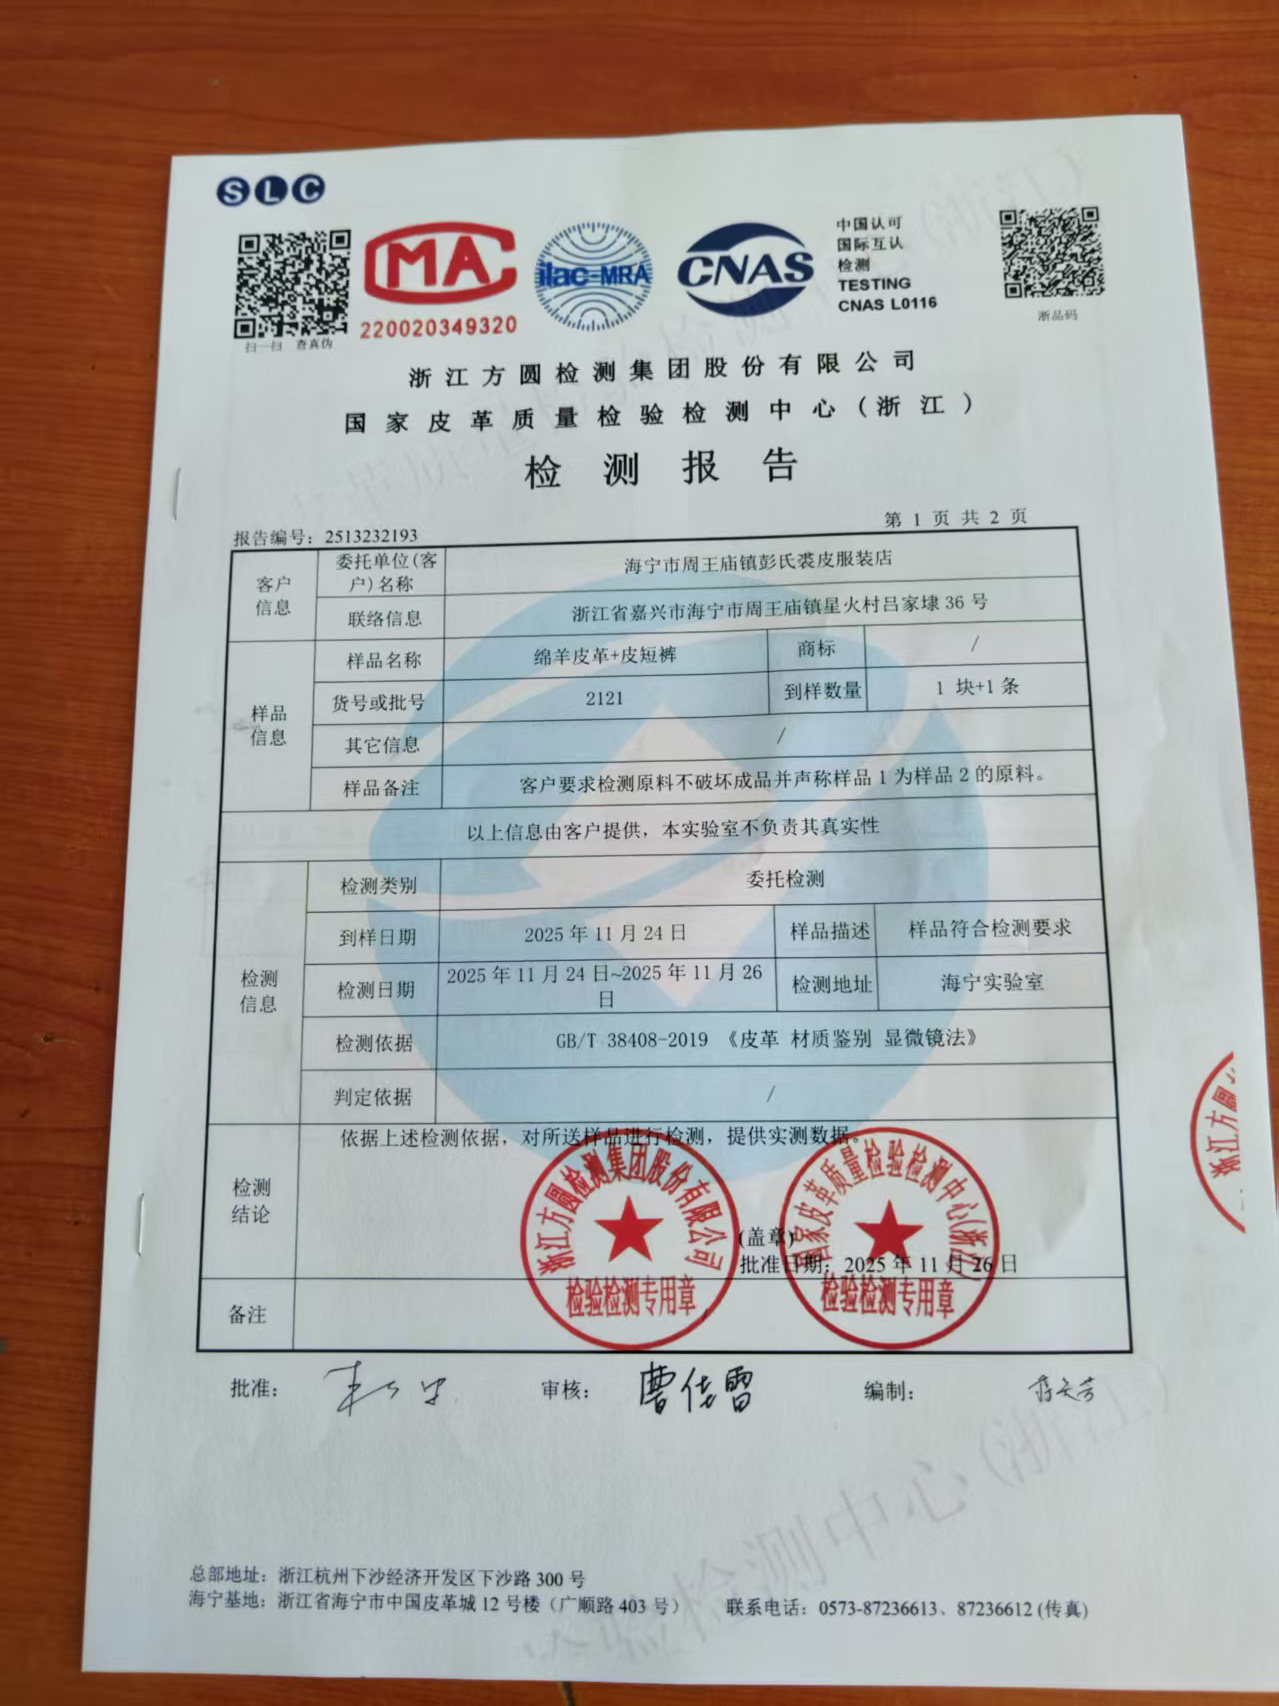 SLC
MA
220020349320
扫一扫 查真伪
ilac-MRA
CNAS
中国认可
国际互认
检测
TESTING
CNAS L0116
浙品码
浙江方圆检测集团股份有限公司
国家皮革质量检验检测中心(浙江)
检测报告
报告编号：2513232193
第 1 页 共 2 页
客户信息
委托单位(客户)名称
海宁市周王庙镇彭氏裘皮服装店
联络信息
浙江省嘉兴市海宁市周王庙镇星火村吕家埭 36 号
样品信息
样品名称
绵羊皮革+皮短裤
商标
/
货号或批号
2121
到样数量
1 块+1 条
其它信息
/
样品备注
客户要求检测原料不破坏成品并声称样品 1 为样品 2 的原料。
以上信息由客户提供，本实验室不负责其真实性
检测信息
检测类别
委托检测
到样日期
2025 年 11 月 24 日
样品描述
样品符合检测要求
检测日期
2025 年 11 月 24 日~2025 年 11 月 26 日
检测地址
海宁实验室
检测依据
GB/T 38408-2019 《皮革 材质鉴别 显微镜法》
判定依据
/
检测结论
依据上述检测依据，对所送样品进行检测，提供实测数据。
(盖章)
批准日期：2025 年 11 月 26 日
浙江方圆检测集团股份有限公司
检验检测专用章
国家皮革质量检验检测中心(浙江)
检验检测专用章
浙江方圆
备注
批准：
审核：
编制：
总部地址：浙江杭州下沙经济开发区下沙路 300 号
海宁基地：浙江省海宁市中国皮革城 12 号楼（广顺路 403 号）
联系电话：0573-87236613、87236612 (传真)